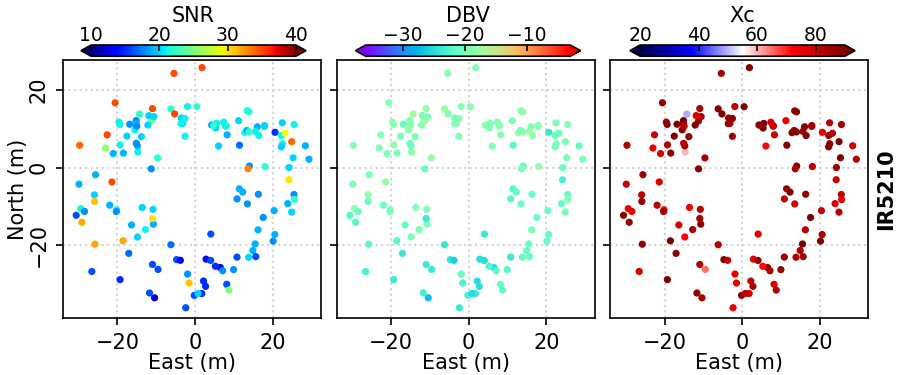 SNR DBV Xc
10 20 30 40 −30 −20 −10 20 40 60 80
20
0
−20
North (m)
IR5210
−20 0 20 −20 0 20 −20 0 20
East (m) East (m) East (m)